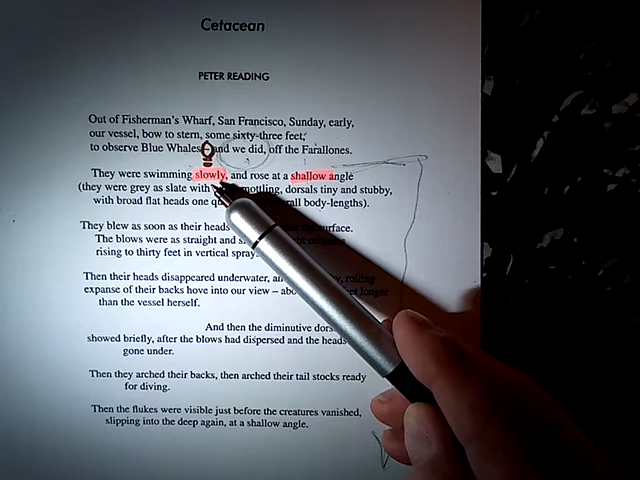 Cetacean
PETER READING
Out of Fisherman's Wharf, San Francisco, Sunday, early,
our vessel, bow to stern, some sixty-three feet,
to observe Blue Whales and we did, off the Farallones.
They were swimming slowly, and rose at a shallow angle
(they were grey as slate with mottling, dorsals tiny and stubby,
with broad flat heads one body-lengths).
They blew as soon as their heads surface.
The blows were as straight and
rising to thirty feet in vertical
Then their heads disappeared underwater, rolling
expanse of their backs hove into our view – longer
than the vessel herself.
And then the diminutive
showed briefly, after the blows had dispersed and the heads
gone under.
Then they arched their backs, then arched their tail stocks ready
for diving.
Then the flukes were visible just before the creatures vanished,
slipping into the deep again, at a shallow angle.